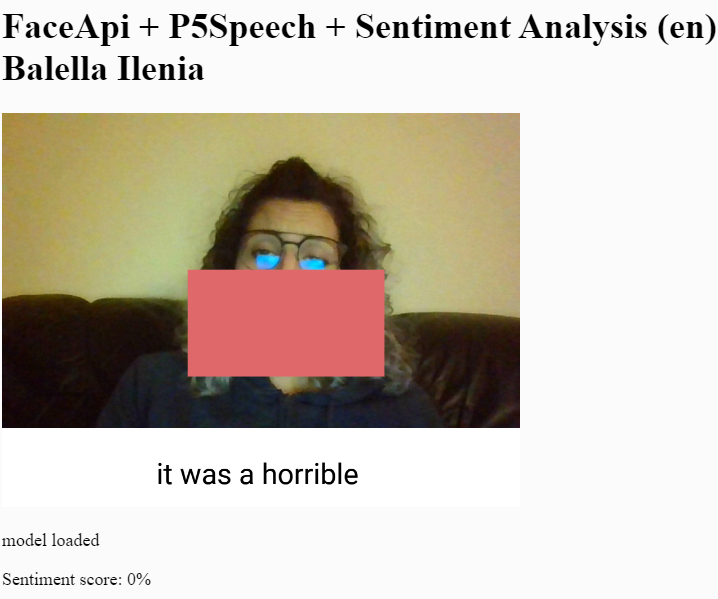 FaceApi + P5Speech + Sentiment Analysis (en)
Balella Ilenia
it was a horrible
model loaded
Sentiment score: 0%